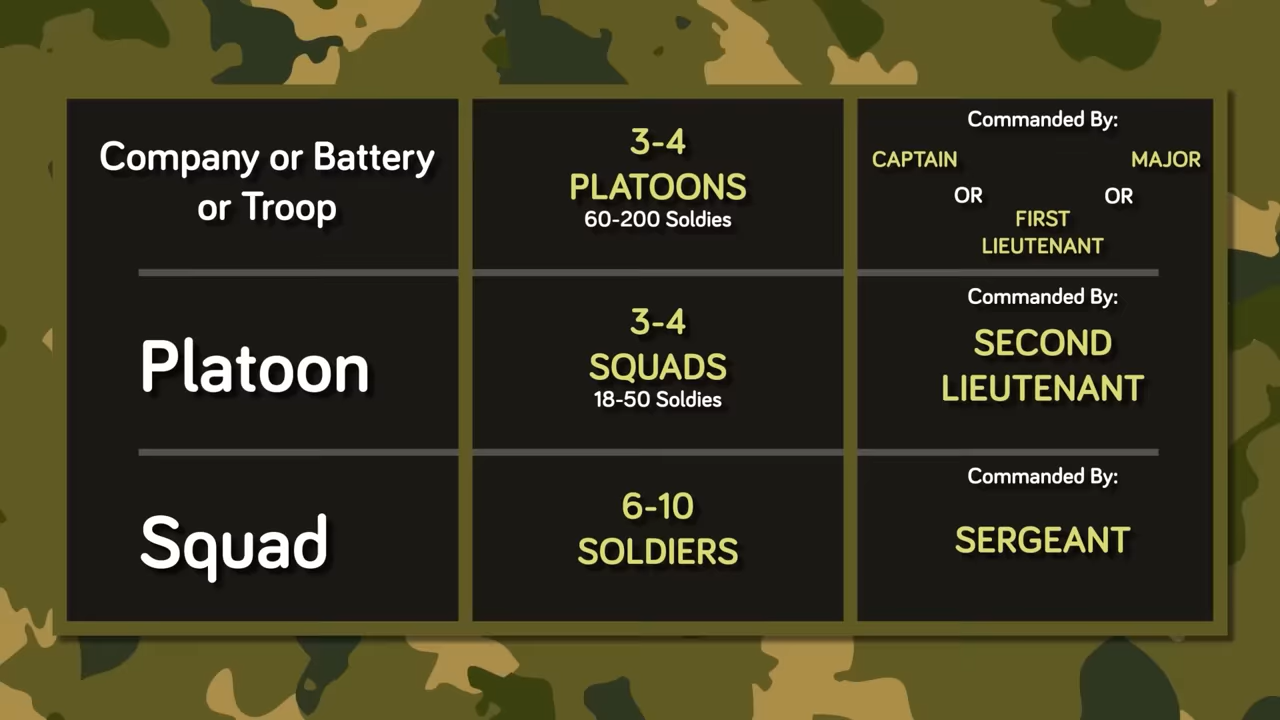 Company or Battery
or Troop
3-4
PLATOONS
60-200 Soldies
Commanded By:
CAPTAIN
MAJOR
OR
OR
FIRST
LIEUTENANT
Platoon
3-4
SQUADS
18-50 Soldies
Commanded By:
SECOND
LIEUTENANT
Squad
6-10
SOLDIERS
Commanded By:
SERGEANT